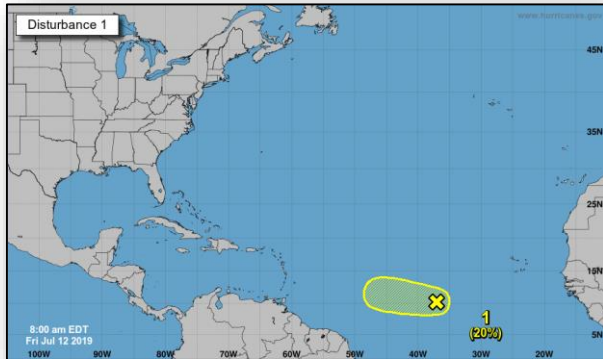 Disturbance 1
www.hurricanes.gov
45N
35N
25N
15N
5N
1
(20%)
8:00 am EDT
Fri Jul 12 2019
100W
90W
80W
70W
60W
50W
40W
30W
20W